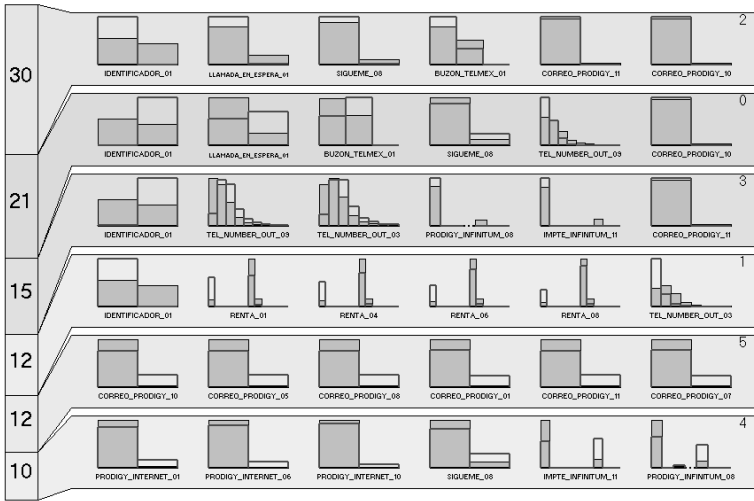 30
2
IDENTIFICADOR_01 LLAMADA_EN_ESPERA_01 SIGUEME_08 BUZON_TELMEX_01 CORREO_PRODIGY_11 CORREO_PRODIGY_10
0
IDENTIFICADOR_01 LLAMADA_EN_ESPERA_01 BUZON_TELMEX_01 SIGUEME_08 TEL_NUMBER_OUT_09 CORREO_PRODIGY_10
21
3
IDENTIFICADOR_01 TEL_NUMBER_OUT_09 TEL_NUMBER_OUT_03 PRODIGY_INFINITUM_08 IMPTE_INFINITUM_11 CORREO_PRODIGY_11
15
1
IDENTIFICADOR_01 RENTA_01 RENTA_04 RENTA_06 RENTA_08 TEL_NUMBER_OUT_03
12
5
CORREO_PRODIGY_10 CORREO_PRODIGY_05 CORREO_PRODIGY_08 CORREO_PRODIGY_01 CORREO_PRODIGY_11 CORREO_PRODIGY_07
12
4
10
PRODIGY_INTERNET_01 PRODIGY_INTERNET_06 PRODIGY_INTERNET_10 SIGUEME_08 IMPTE_INFINITUM_11 PRODIGY_INFINITUM_08